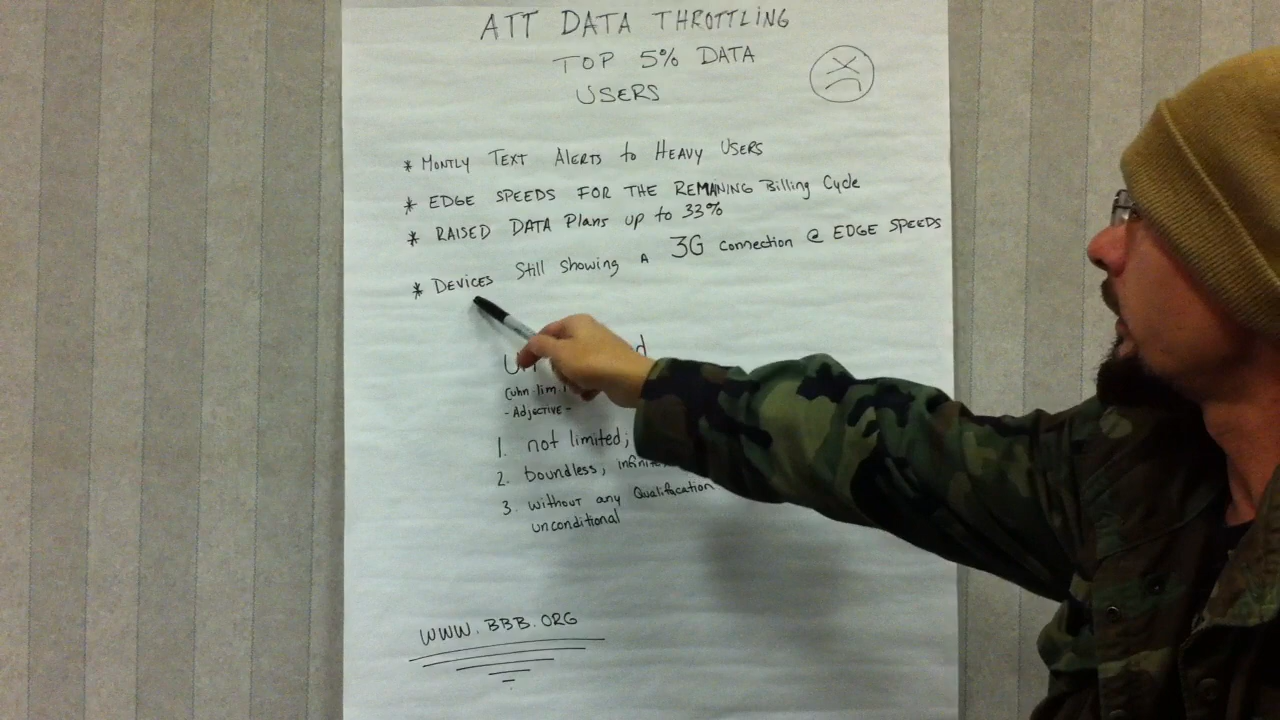 ATT DATA THROTTLING
TOP 5% DATA
USERS
* MONTLY TEXT ALERTS to HEAVY USERS
* EDGE SPEEDS FOR THE REMANING Billing Cycle
* RAISED DATA Plans up to 33%
* DEVICES Still Showing A 3G Connection @ EDGE SPEEDS
- ADJECTIVE -
1. not limited;
2. boundless;
3. without any Qualifacation
unconditional
WWW.BBB.ORG